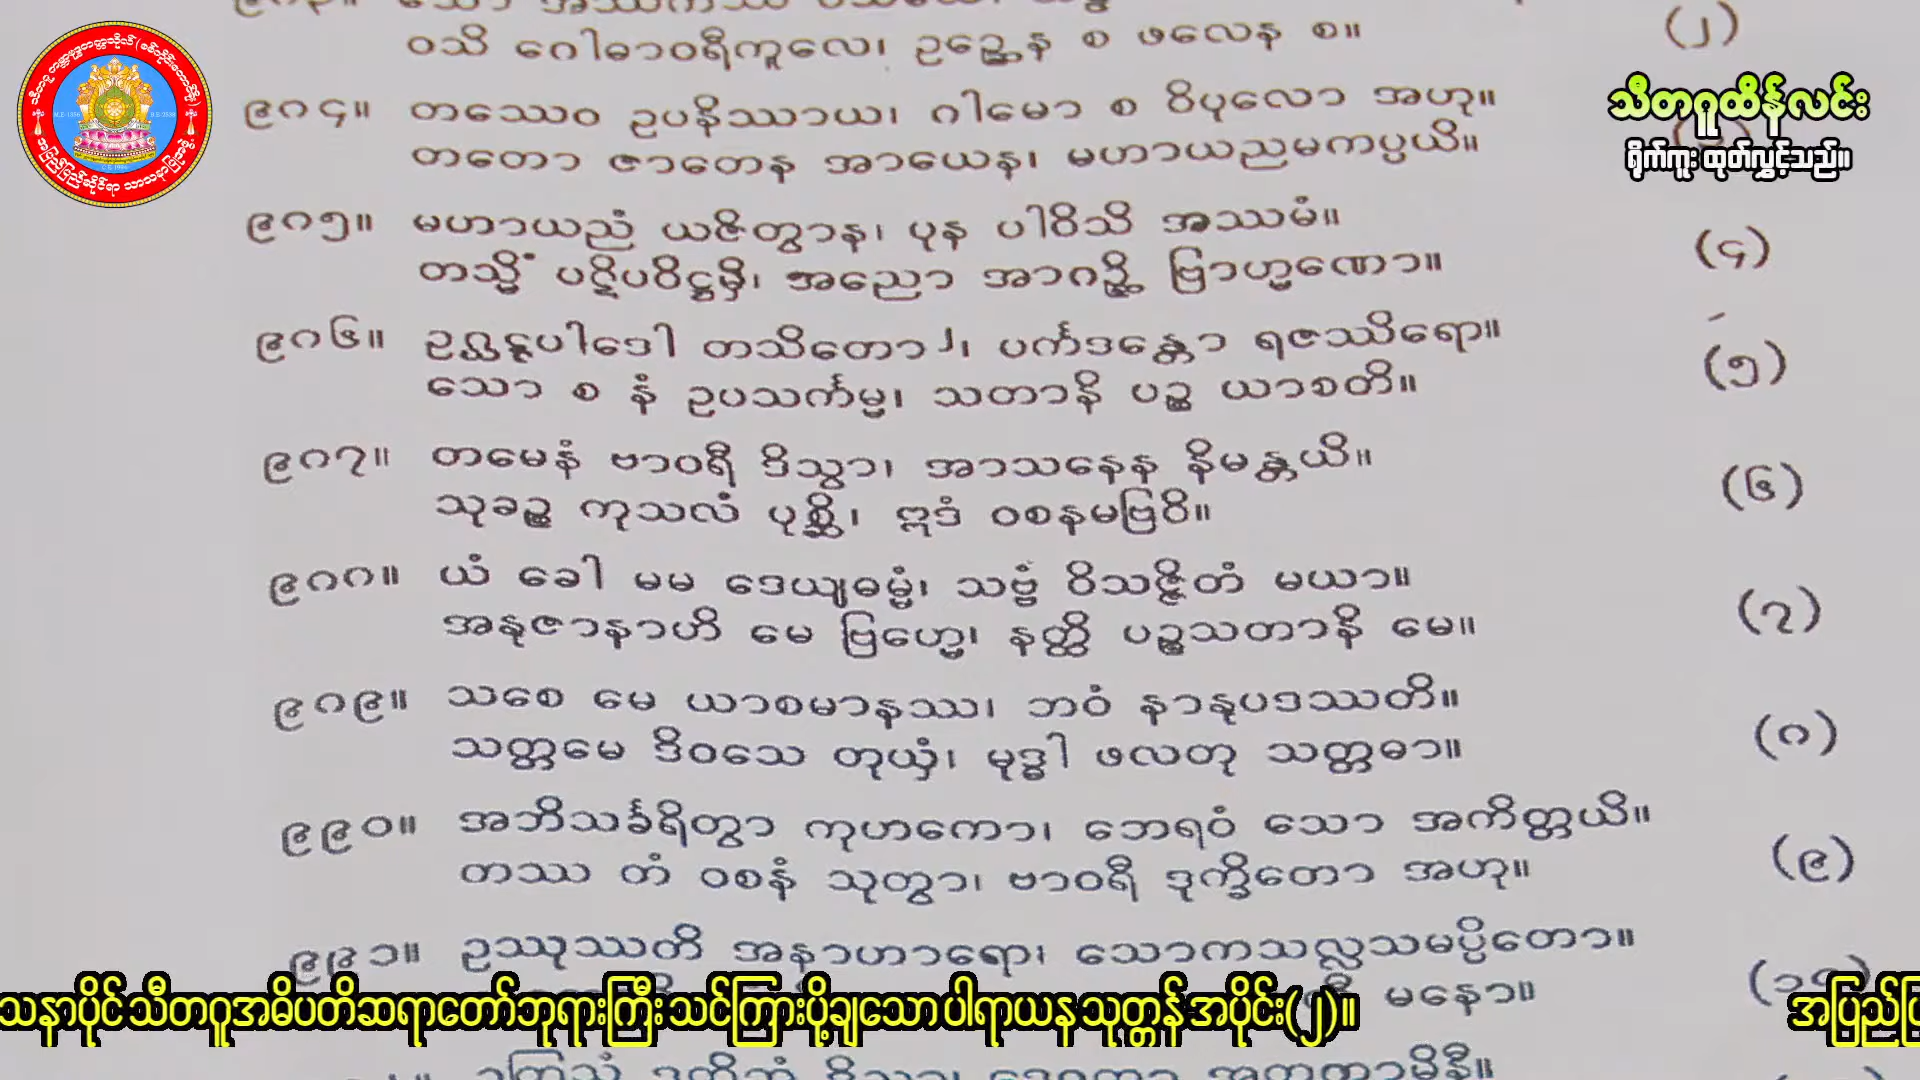 ဝသိ ဂေါဓာဝရီကူလေ၊ ဥဉ္ဆေန စ ဖလေန စ။ (၂)
၉၈၄။ တဿေဝ ဥပနိဿာယ၊ ဂါမော စ ဝိပုလော အဟု။
တတော ဇာတေန အာယေန၊ မဟာယညမကပ္ပယိ။
၉၈၅။ မဟာယညံ ယဇိတွာန၊ ပုန ပါဝိသိ အဿမံ။
တသ္မိံ ပဋိပဝိဋ္ဌမှိ၊ အညော အာဂဉ္ဆိ ဗြာဟ္မဏော။ (၄)
၉၈၆။ ဥဂ္ဃဋ္ဋပါဒေါ တသိတော၊ ပင်္ကဒန္တော ရဇဿိရော။
သော စ နံ ဥပသင်္ကမ္မ၊ သတာနိ ပဉ္စ ယာစတိ။ (၅)
၉၈၇။ တမေနံ ဗာဝရီ ဒိသွာ၊ အာသနေန နိမန္တယိ။
သုခဉ္စ ကုသလံ ပုစ္ဆိ၊ ဣဒံ ဝစနမဗြဝိ။ (၆)
၉၈၈။ ယံ ခေါ မမ ဒေယျဓမ္မံ၊ သဗ္ဗံ ဝိသဇ္ဇိတံ မယာ။
အနုဇာနာဟိ မေ ဗြဟ္မေ၊ နတ္ထိ ပဉ္စသတာနိ မေ။ (၇)
၉၈၉။ သစေ မေ ယာစမာနဿ၊ ဘဝံ နာနုပဒဿတိ။
သတ္တမေ ဒိဝသေ တုယှံ၊ မုဒ္ဓါ ဖလတု သတ္တဓာ။ (၈)
၉၉၀။ အဘိသင်္ခရိတွာ ကုဟကော၊ ဘေရဝံ သော အကိတ္တယိ။
တဿ တံ ဝစနံ သုတွာ၊ ဗာဝရီ ဒုက္ခိတော အဟု။ (၉)
၉၉၁။ ဥဿုဿတိ အနာဟာရော၊ သောကသလ္လသမပ္ပိတော။
မနော။
သီတဂူထိန်လင်း
ရိုက်ကူး ထုတ်လွှင့်သည်။
သနာပိုင် သီတဂူအဓိပတိဆရာတော်ဘုရားကြီး သင်ကြားပို့ချသော ပါရာယန သုတ္တန် အပိုင်း(၂)။ အပြည်ပြ